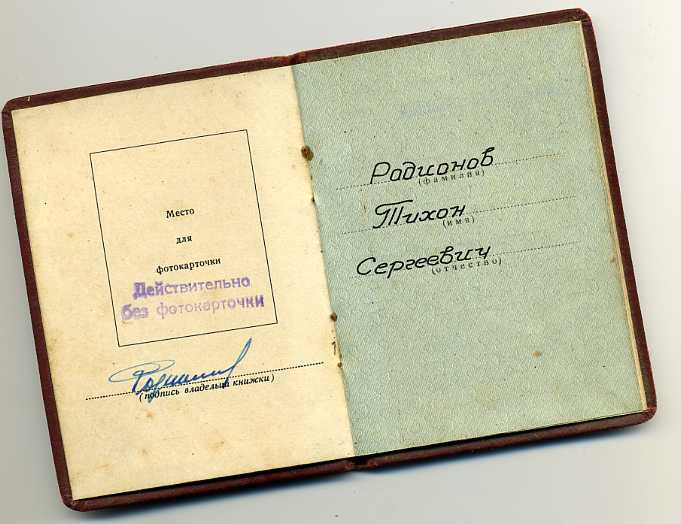 Место
для
фотокарточки
Действительно
без фотокарточки
(подпись владельца книжки)
Радионов
(фамилия)
Тихон
(имя)
Сергеевич
(отчество)